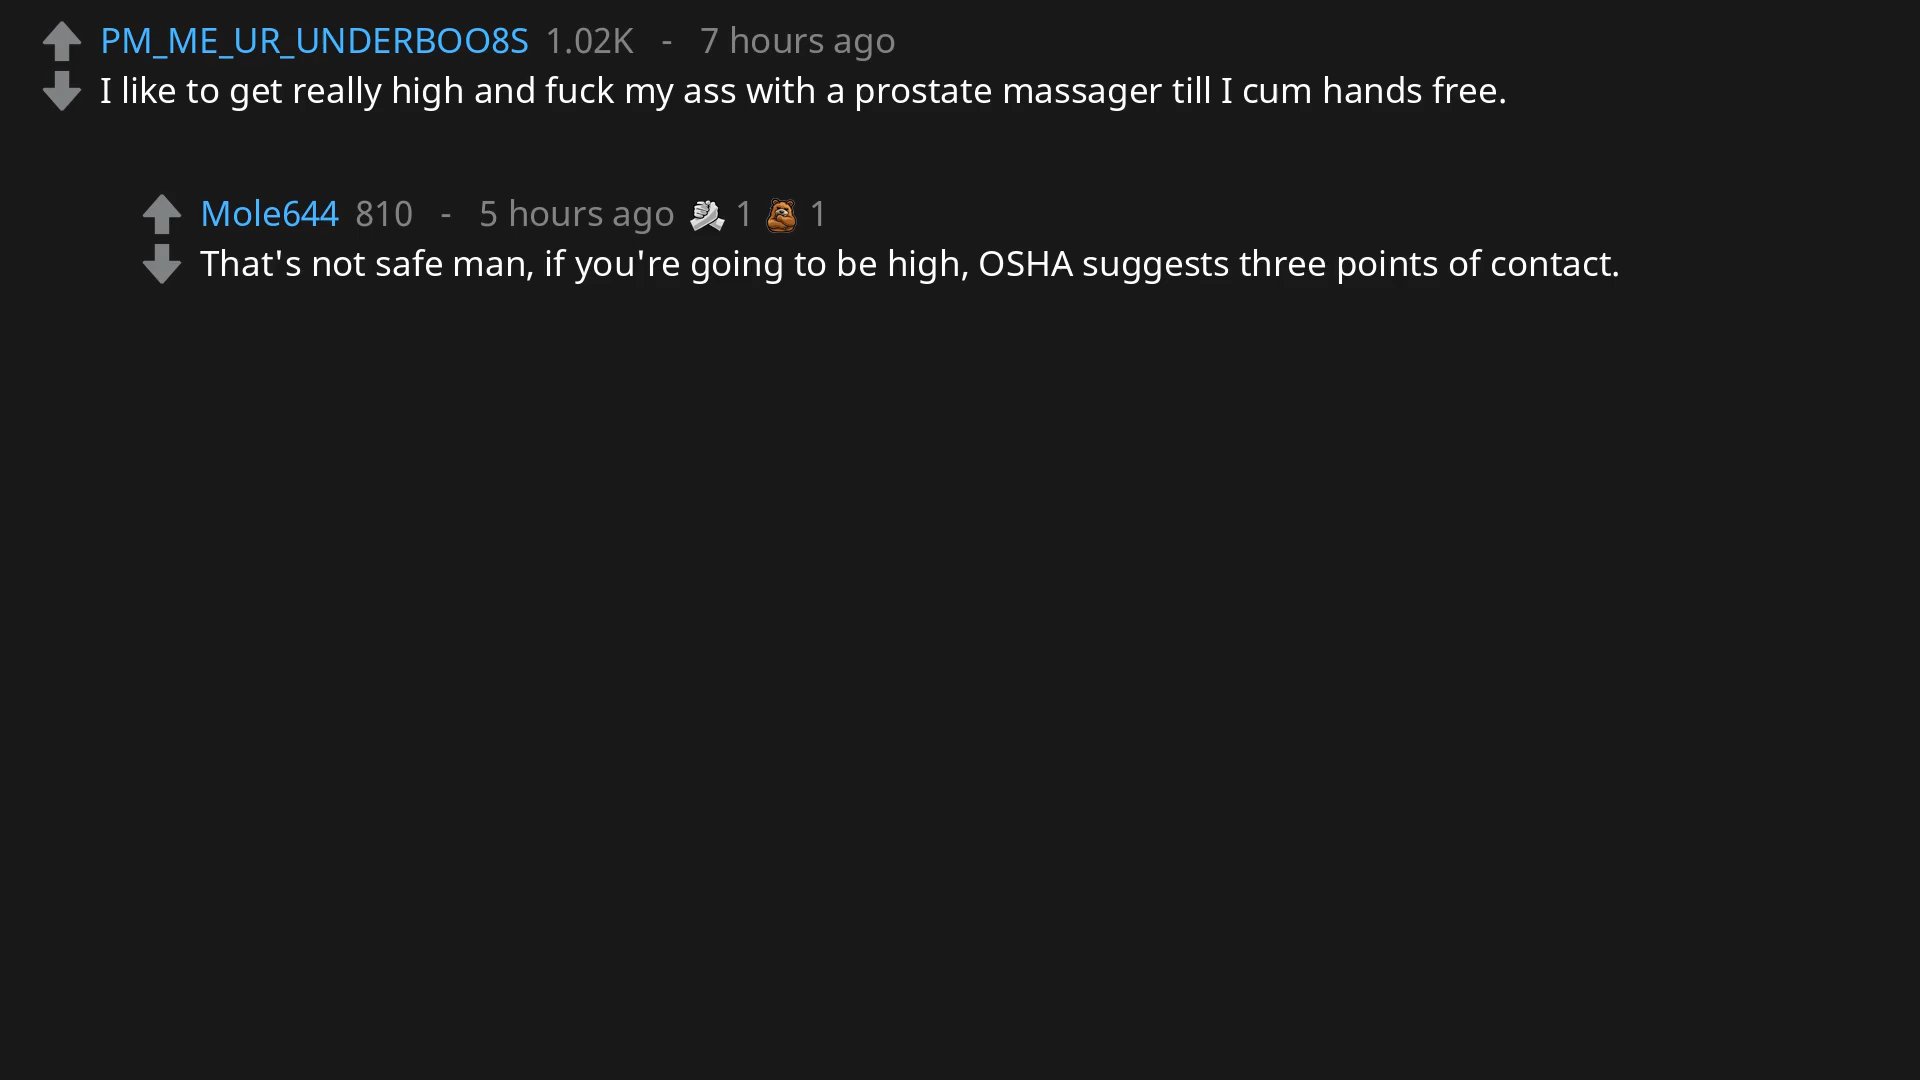 PM_ME_UR_UNDERBOO8S 1.02K - 7 hours ago
I like to get really high and fuck my ass with a prostate massager till I cum hands free.
Mole644 810 - 5 hours ago 1 1
That's not safe man, if you're going to be high, OSHA suggests three points of contact.